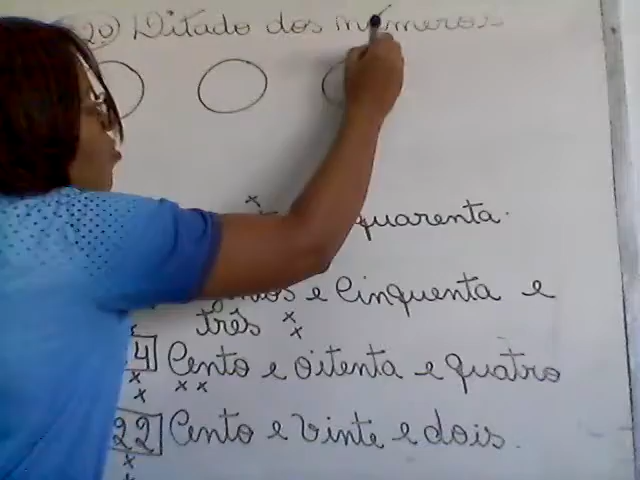 20) Ditado dos números
quarenta.
e Cinquenta e
três
4 Cento e oitenta e quatro
22 Cento e vinte e dois.